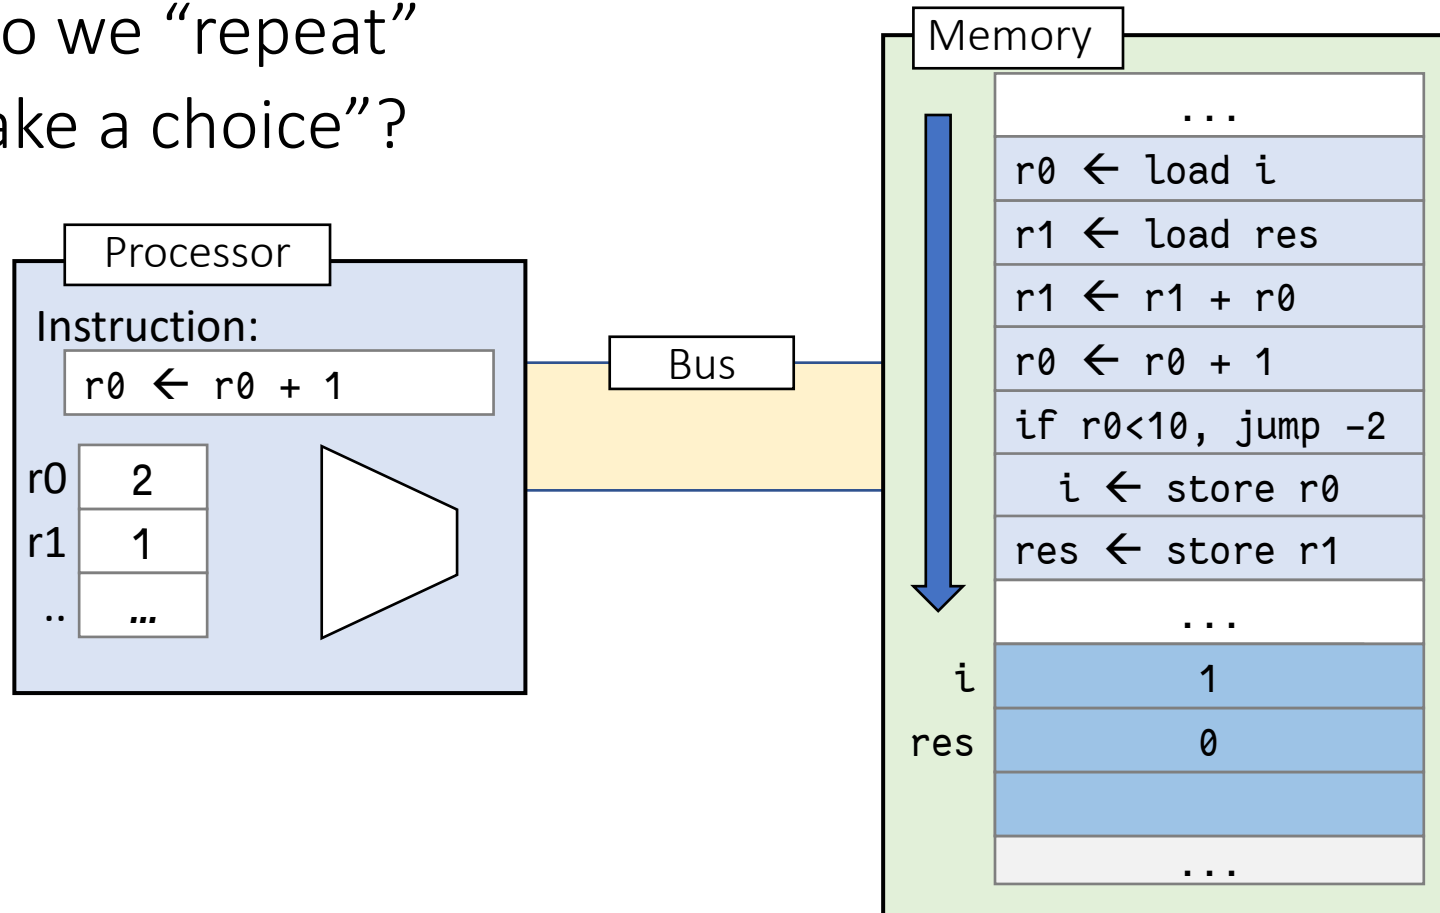 o we “repeat”
ake a choice”?
Processor
Instruction:
r0 ← r0 + 1
r0 2
r1 1
.. ...
Bus
Memory
...
r0 ← load i
r1 ← load res
r1 ← r1 + r0
r0 ← r0 + 1
if r0<10, jump –2
i ← store r0
res ← store r1
...
i 1
res 0
...